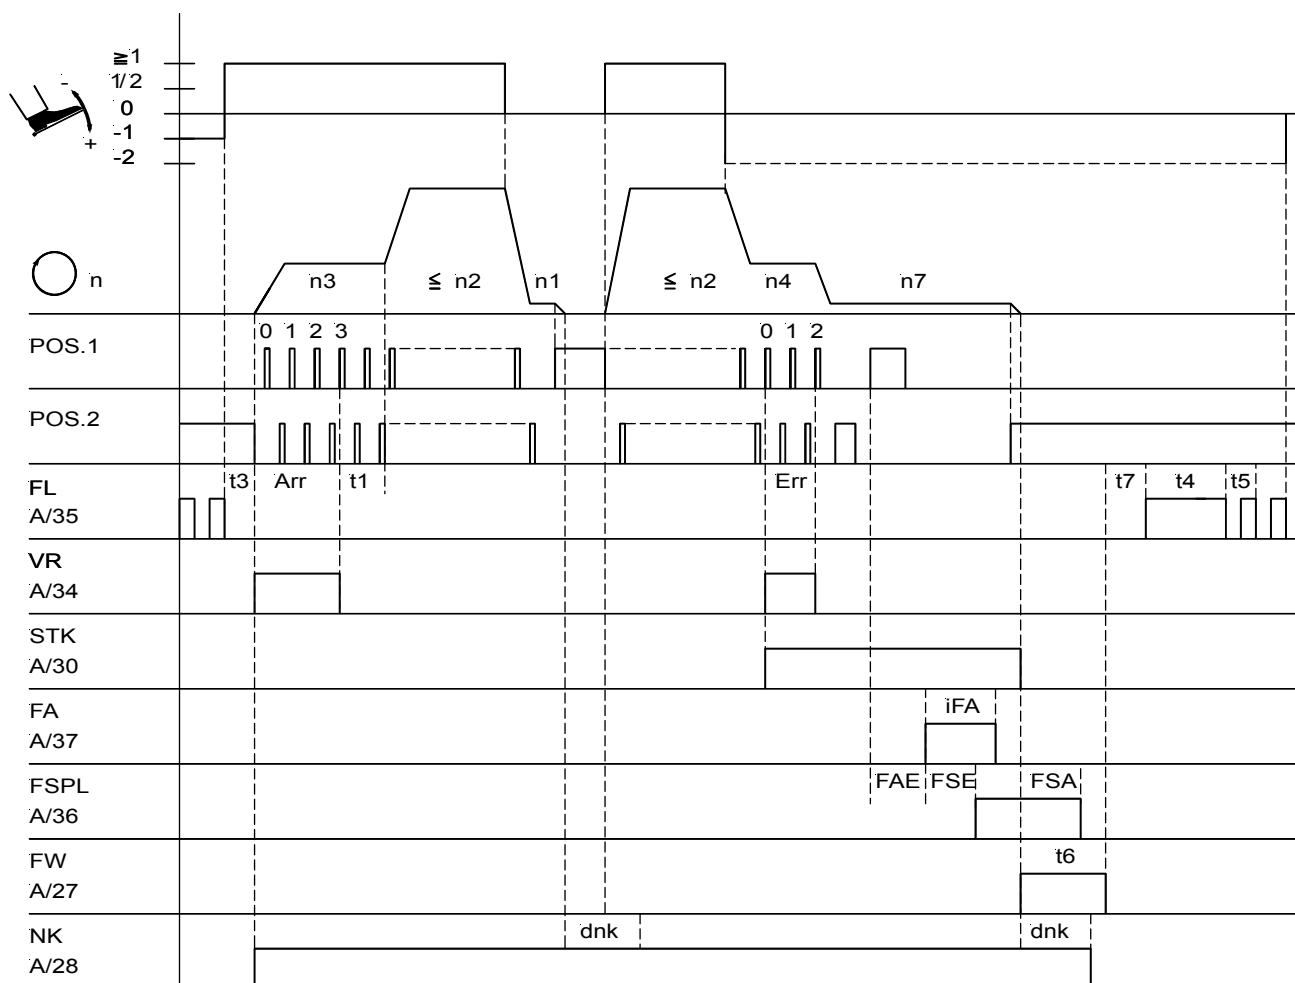 ≧1
1/2
0
-1
-2
-
+
n
n3
≦ n2
n1
≦ n2
n4
n7
POS.1
0 1 2 3
0 1 2
POS.2
FL
A/35
t3 Arr t1
Err
t7 t4 t5
VR
A/34
STK
A/30
FA
A/37
iFA
FSPL
A/36
FAE FSE FSA
FW
A/27
t6
NK
A/28
dnk
dnk